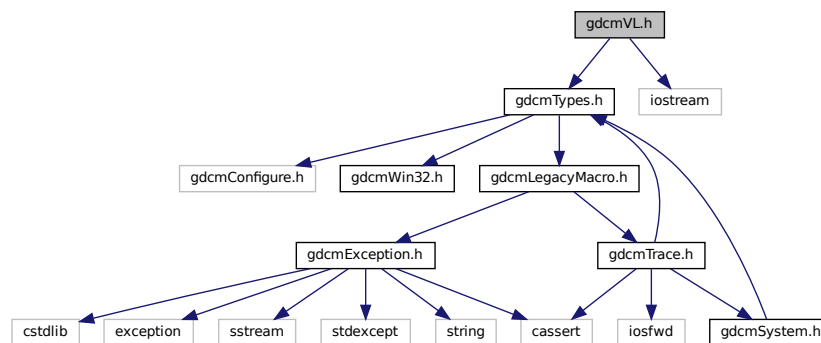 gdcmVL.h
gdcmTypes.h
iostream
gdcmConfigure.h
gdcmWin32.h
gdcmLegacyMacro.h
gdcmException.h
gdcmTrace.h
cstdlib
exception
sstream
stdexcept
string
cassert
iosfwd
gdcmSystem.h